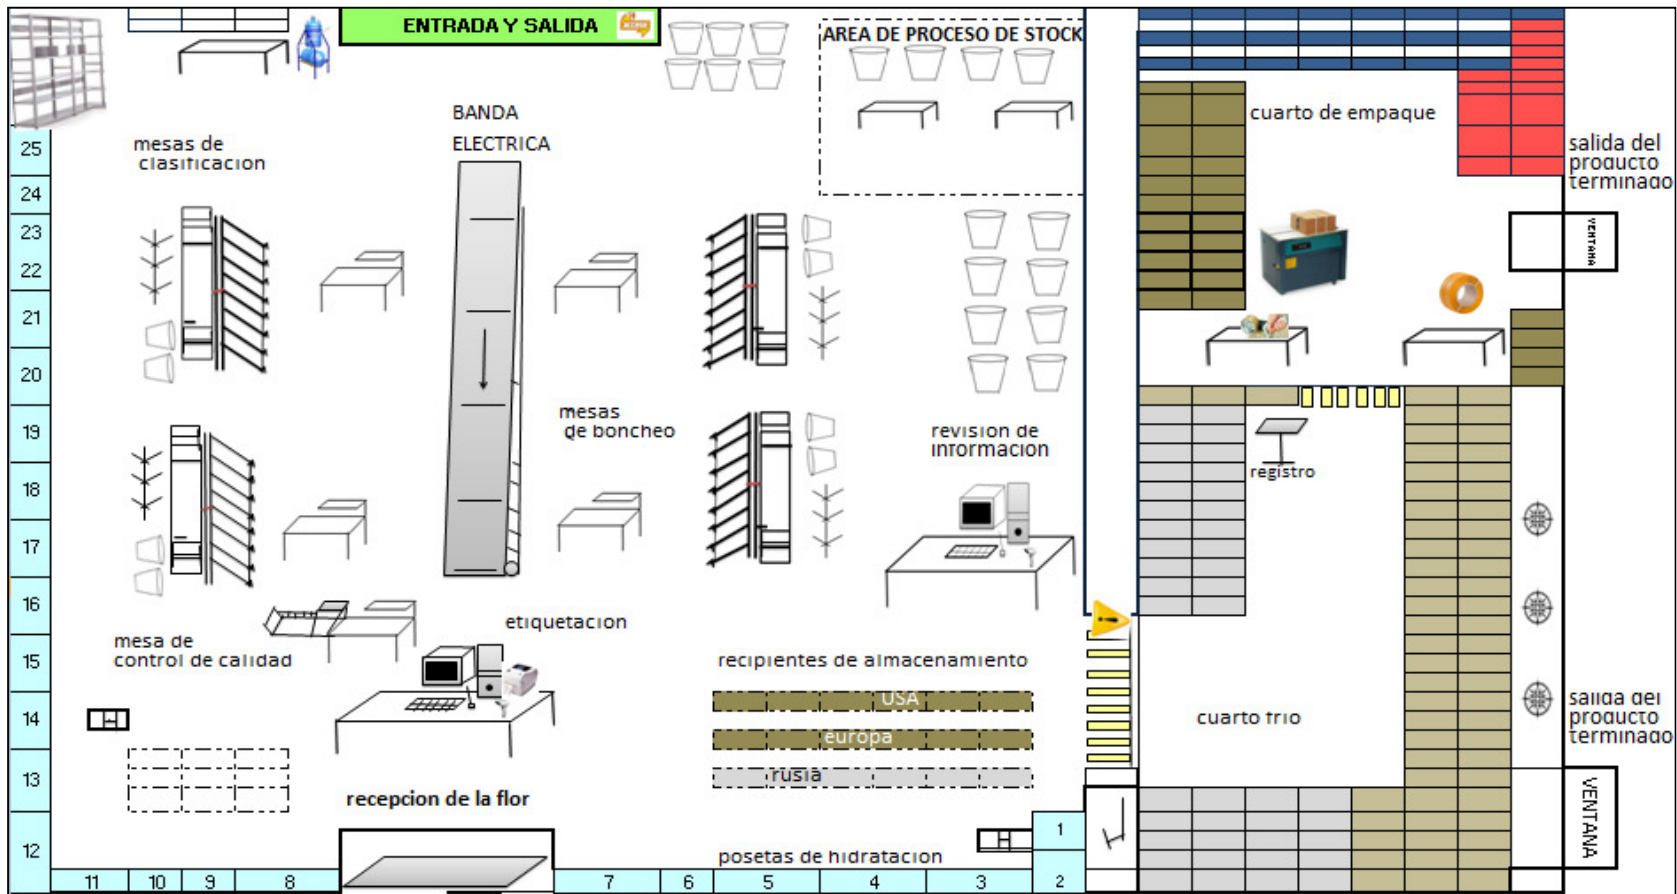 ENTRADA Y SALIDA
acceso
AREA DE PROCESO DE STOCK
BANDA
ELECTRICA
cuarto de empaque
mesas de
clasificacion
salida del
producto
terminado
VENTANA
mesas
de boncheo
revision de
informacion
registro
etiquetacion
mesa de
control de calidad
recipientes de almacenamiento
USA
europa
rusia
cuarto frio
salida del
producto
terminado
VENTANA
recepcion de la flor
posetas de hidratacion
25
24
23
22
21
20
19
18
17
16
15
14
13
12
11 10 9 8 7 6 5 4 3 2
1